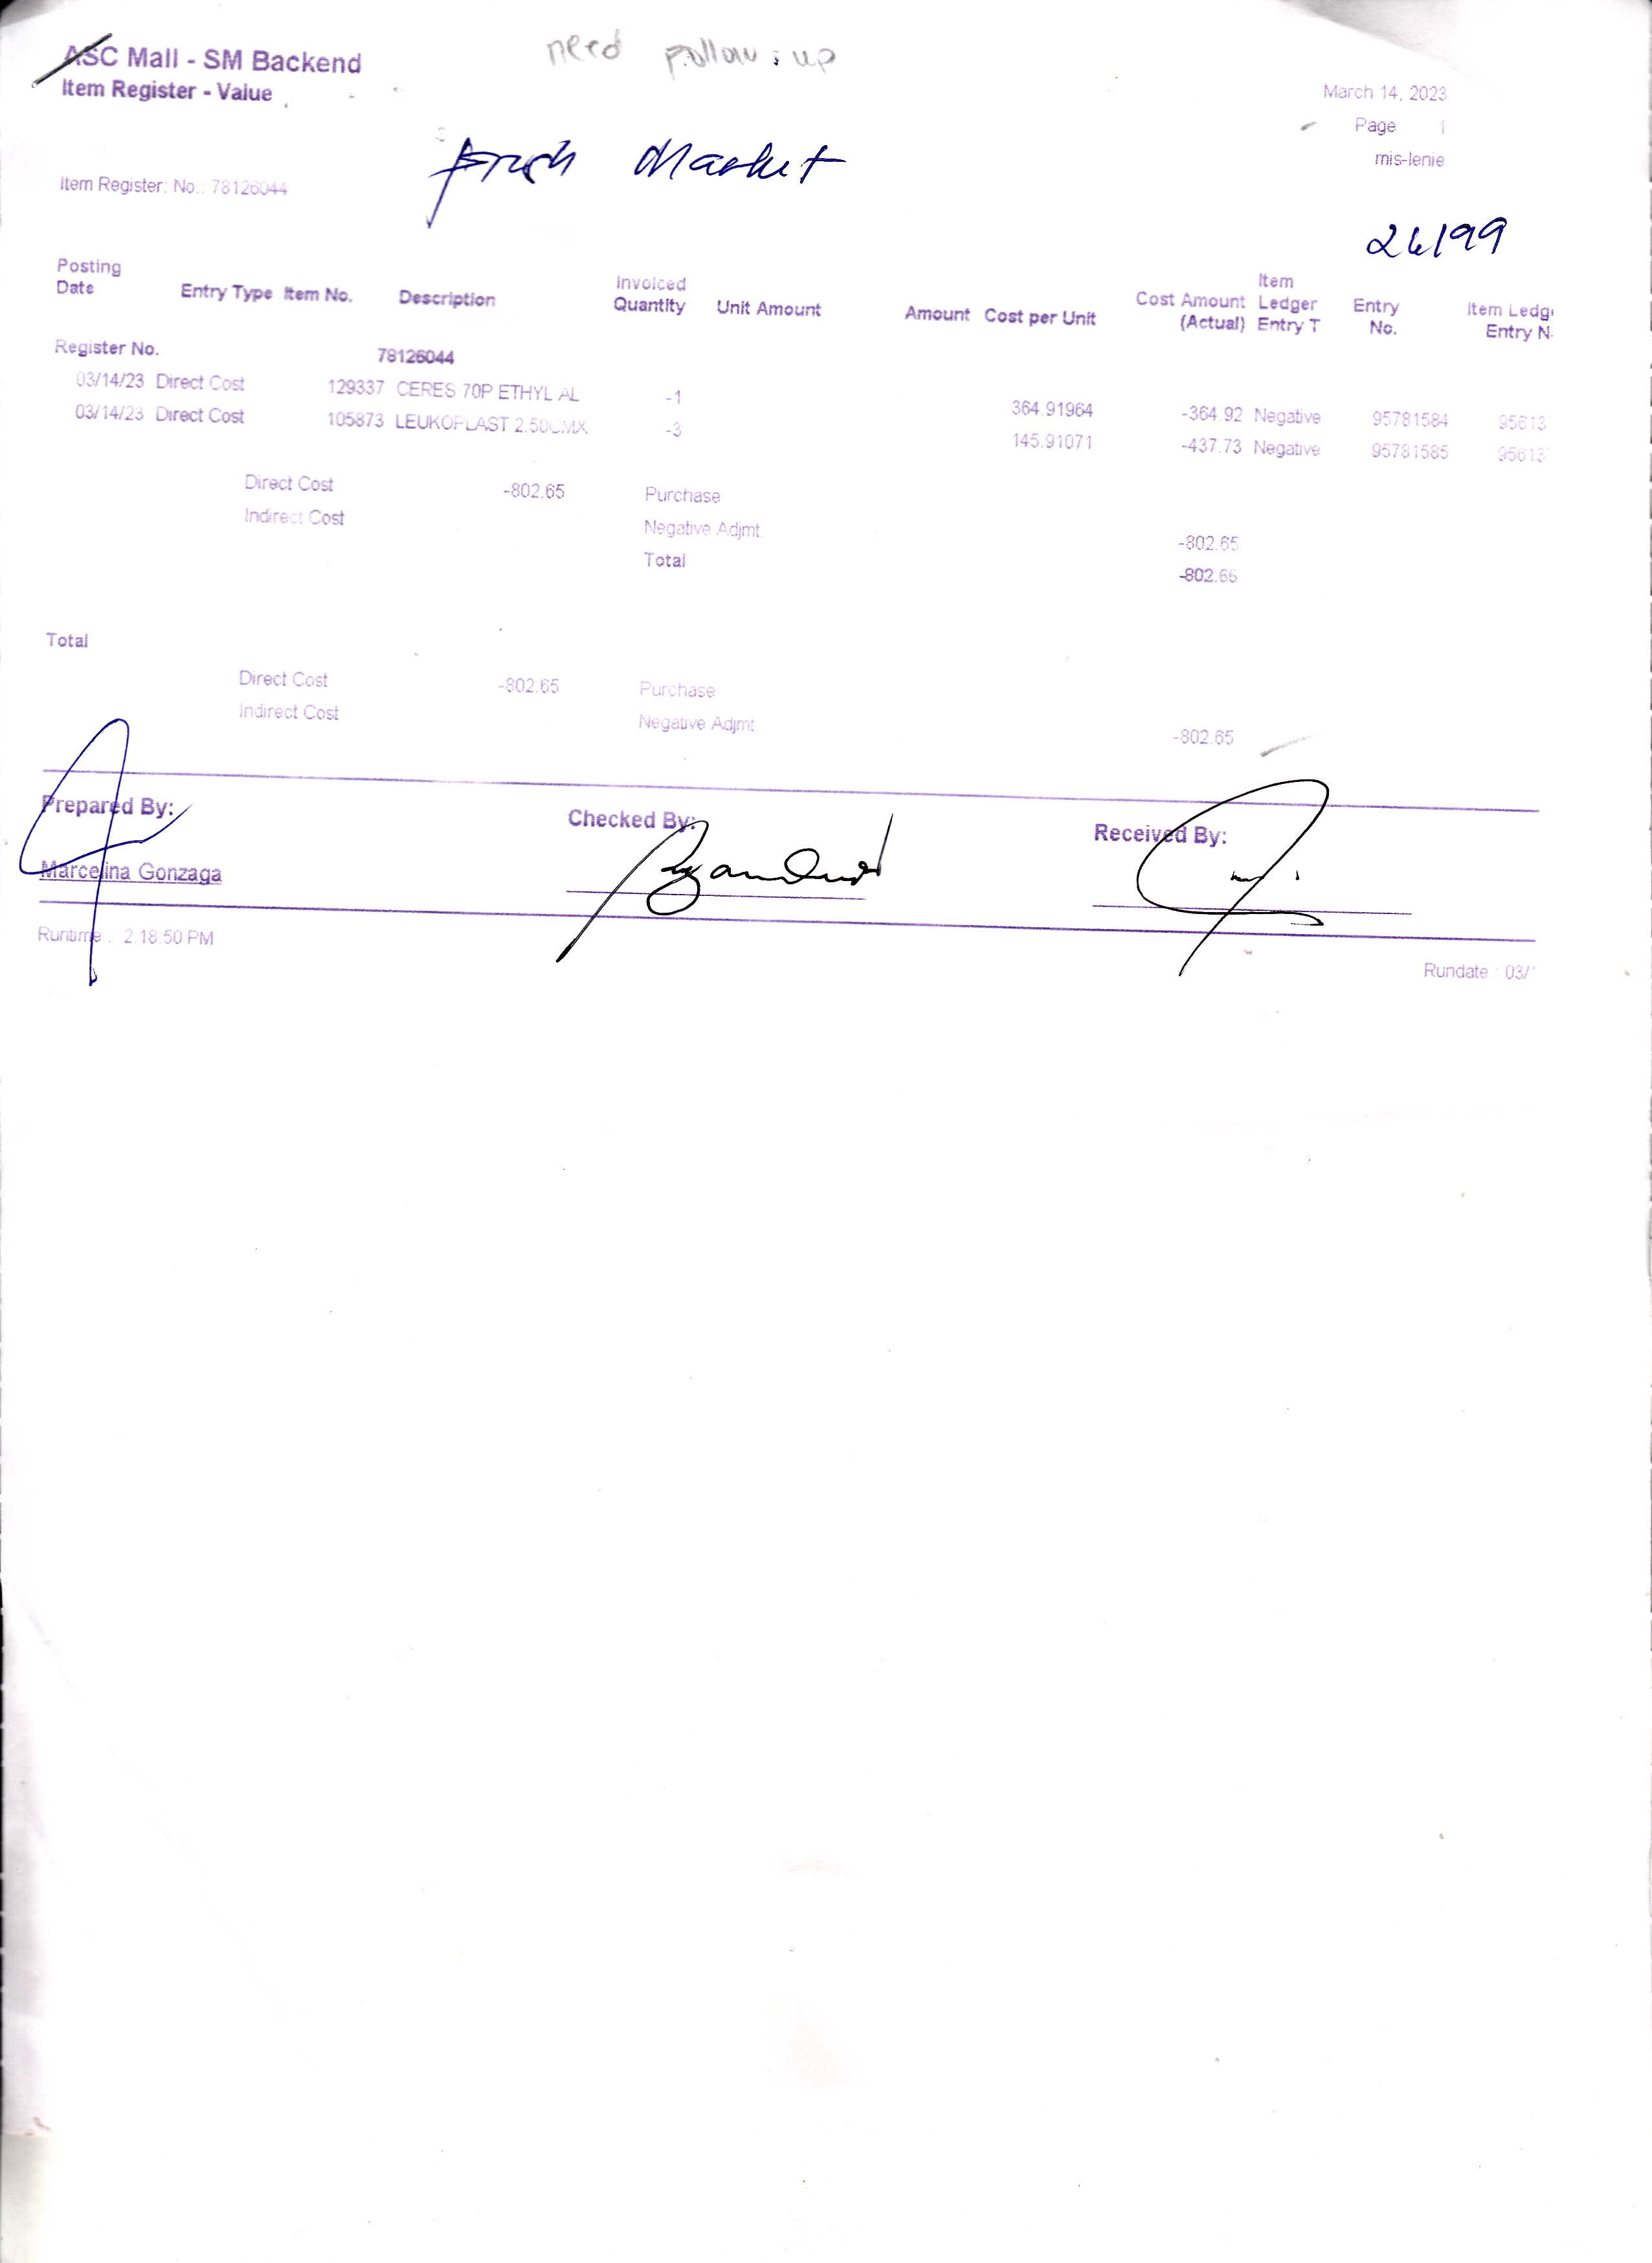 ASC Mall - SM Backend
need follow-up
Item Register - Value
March 14, 2023
Page 1
mis-lenie
Fresh Market
Item Register: No.: 78126044
26199
Posting Date Entry Type Item No. Description Invoiced Quantity Unit Amount Amount Cost per Unit Cost Amount (Actual) Item Ledger Entry T Entry No. Item Ledg Entry N
Register No. 78126044
03/14/23 Direct Cost 129337 CERES 70P ETHYL AL -1 364.91964 -364.92 Negative 95781584 95613
03/14/23 Direct Cost 105873 LEUKOPLAST 2.50CMX -3 145.91071 -437.73 Negative 95781585 95613
Direct Cost -802.65 Purchase
Indirect Cost Negative Adjmt. -802.65
Total -802.65
Total
Direct Cost -802.65 Purchase
Indirect Cost Negative Adjmt. -802.65
Prepared By: Checked By: Received By:
Marcelina Gonzaga
Runtime : 2:18:50 PM
Rundate : 03/